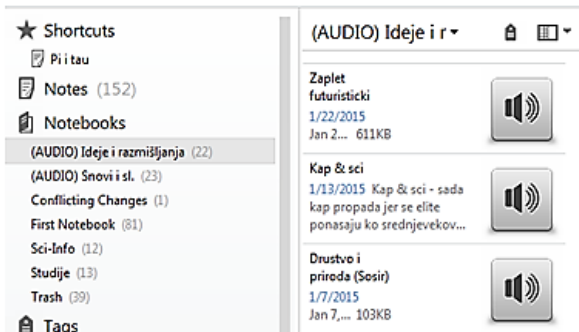 Shortcuts
Pi i tau
Notes (152)
Notebooks
(AUDIO) Ideje i razmišljanja (22)
(AUDIO) Snovi i sl. (23)
Conflicting Changes (1)
First Notebook (81)
Sci-Info (12)
Studije (13)
Trash (39)
Tags
(AUDIO) Ideje i r
Zaplet
futuristicki
1/22/2015
Jan 2... 611KB
Kap & sci
1/13/2015 Kap & sci - sada
kap propada jer se elite
ponasaju ko srednjevekov...
Drustvo i
priroda (Sosir)
1/7/2015
Jan 7,... 103KB